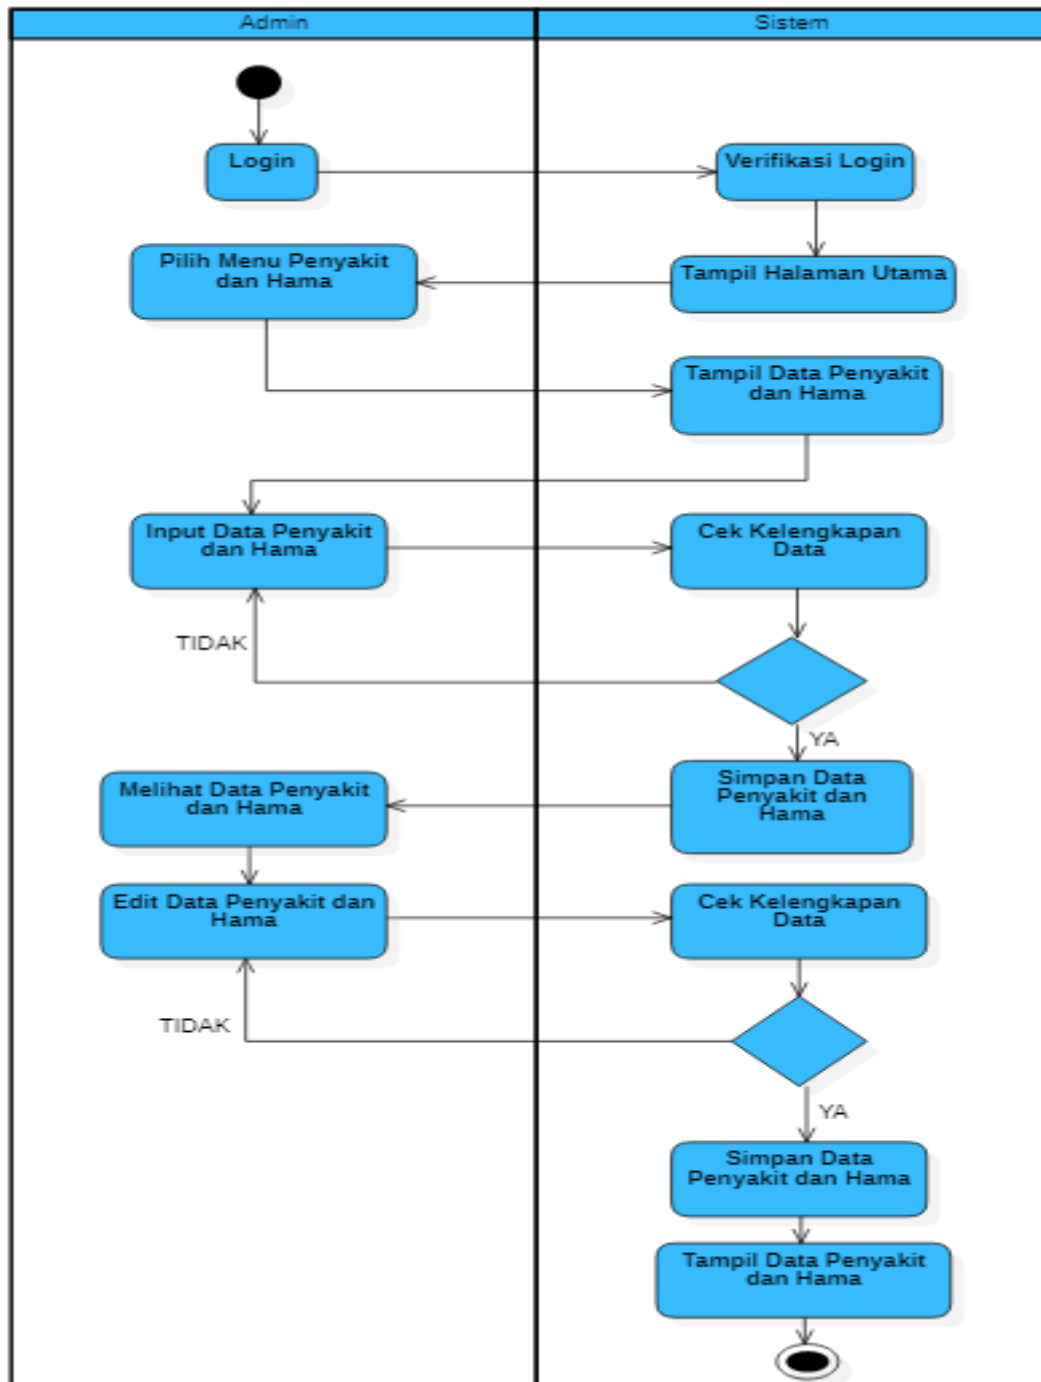 Admin
Sistem
Login
Verifikasi Login
Pilih Menu Penyakit
dan Hama
Tampil Halaman Utama
Tampil Data Penyakit
dan Hama
Input Data Penyakit
dan Hama
Cek Kelengkapan
Data
TIDAK
YA
Simpan Data
Penyakit dan
Hama
Melihat Data Penyakit
dan Hama
Edit Data Penyakit dan
Hama
Cek Kelengkapan
Data
TIDAK
YA
Simpan Data
Penyakit dan Hama
Tampil Data Penyakit
dan Hama